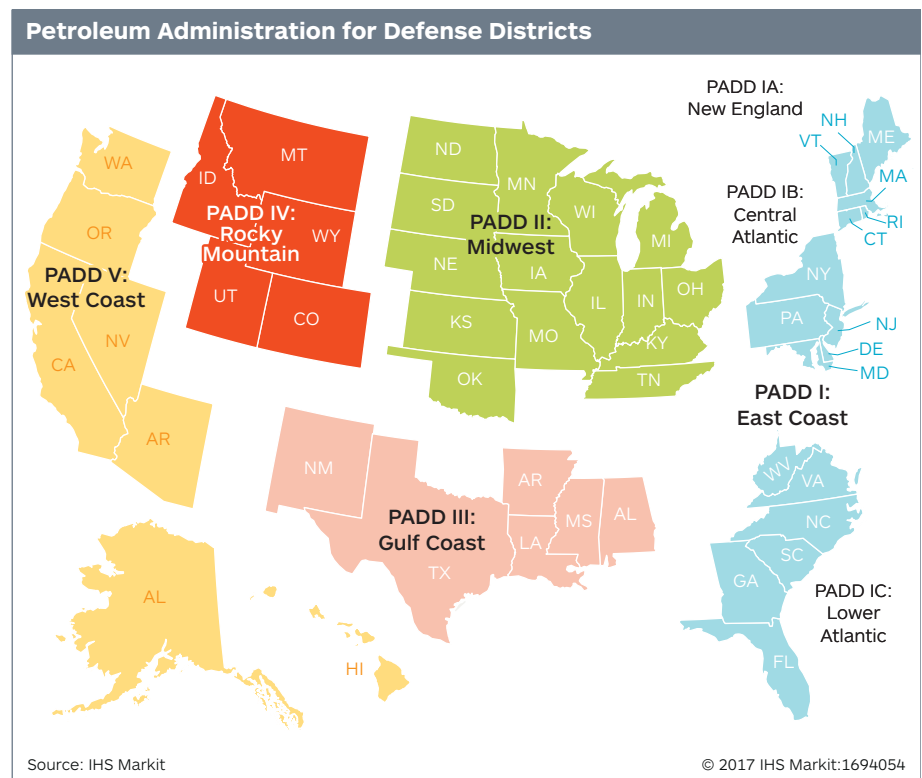 Petroleum Administration for Defense Districts
PADD IA:
New England
NH
VT
ME
MA
RI
CT
PADD IB:
Central
Atlantic
NY
PA
NJ
DE
MD
PADD I:
East Coast
WV
VA
NC
SC
GA
FL
PADD IC:
Lower
Atlantic
ND
SD
NE
KS
OK
MN
IA
MO
WI
IL
MI
IN
OH
KY
TN
PADD II:
Midwest
MT
ID
WY
UT
CO
PADD IV:
Rocky
Mountain
WA
OR
CA
NV
AR
PADD V:
West Coast
AL
HI
NM
TX
AR
LA
MS
AL
PADD III:
Gulf Coast
Source: IHS Markit
© 2017 IHS Markit:1694054